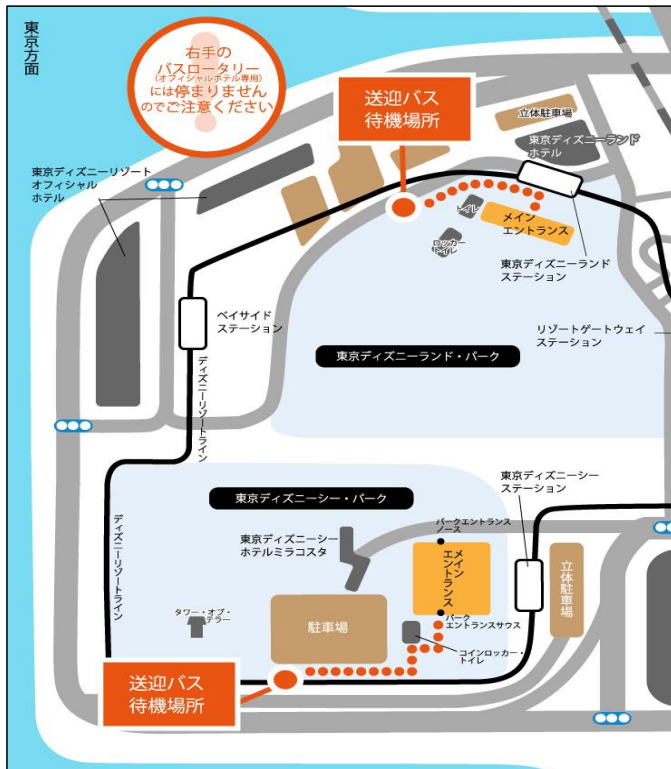 東京方面
右手の
バスロータリー
(オフィシャルホテル専用)
には停まりません
のでご注意ください
送迎バス
待機場所
立体駐車場
東京ディズニーランド
ホテル
東京ディズニーリゾート
オフィシャル
ホテル
トイレ
メイン
エントランス
ロッカー
トイレ
東京ディズニーランド
ステーション
ベイサイド
ステーション
リゾートゲートウェイ
ステーション
東京ディズニーランド・パーク
ディズニーリゾートライン
東京ディズニーシー
ステーション
東京ディズニーシー・パーク
ディズニーリゾートライン
パークエントランス
ノース
東京ディズニーシー
ホテルミラコスタ
メイン
エントランス
立体駐車場
タワー・オブ・
テラー
駐車場
パーク
エントランスサウス
コインロッカー・
トイレ
送迎バス
待機場所